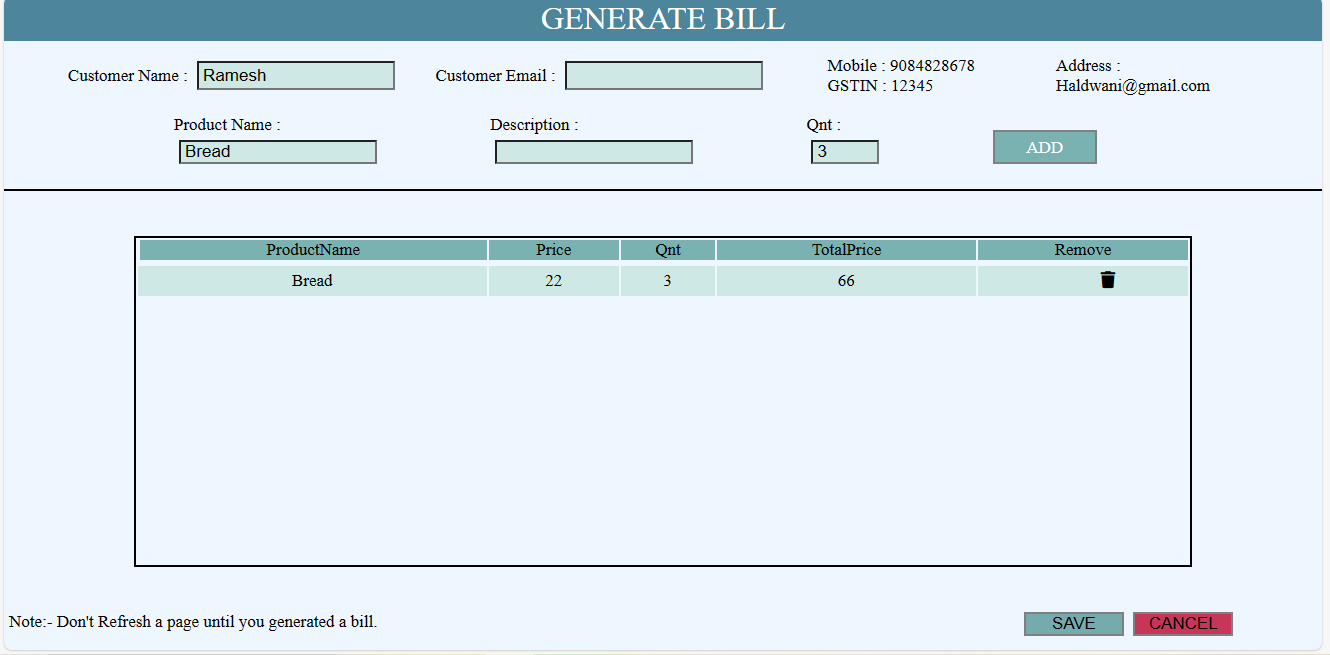 GENERATE BILL
Customer Name : Ramesh Customer Email : Mobile : 9084828678 Address :
GSTIN : 12345 Haldwani@gmail.com
Product Name : Description : Qnt :
Bread 3 ADD
ProductName Price Qnt TotalPrice Remove
Bread 22 3 66
Note:- Don't Refresh a page until you generated a bill. SAVE CANCEL